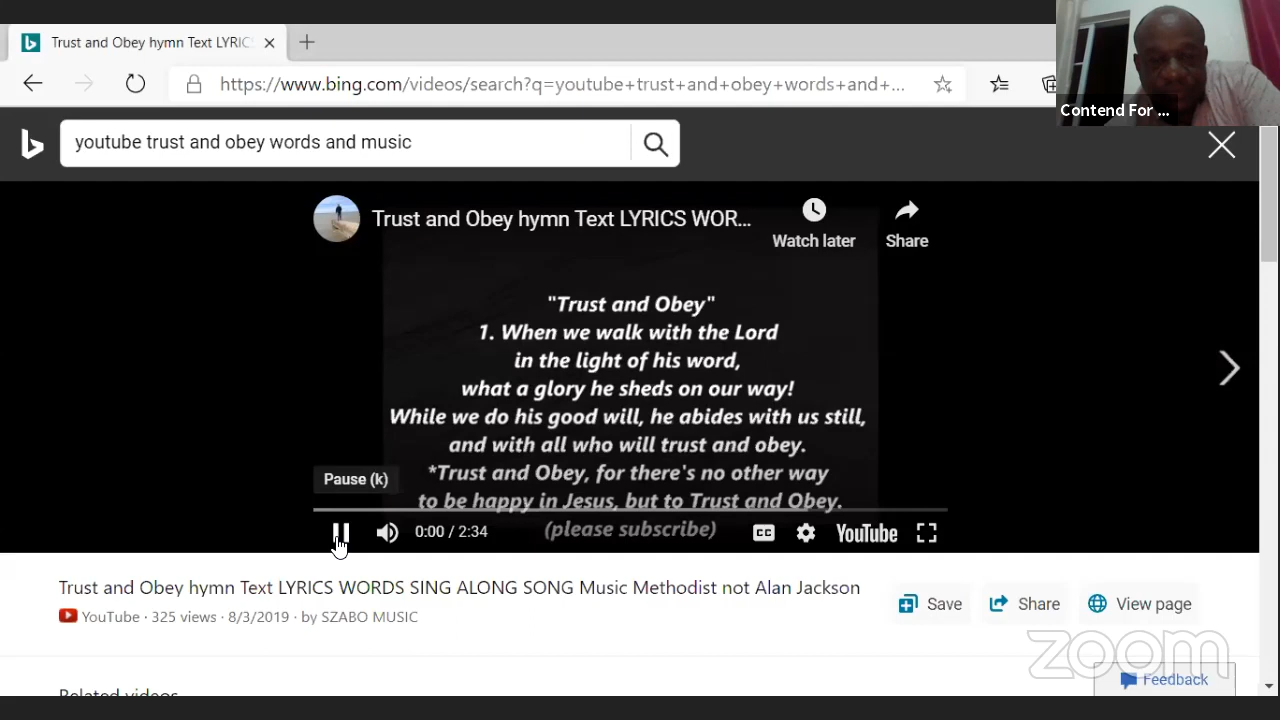 Trust and Obey hymn Text LYRIC
https://www.bing.com/videos/search?q=youtube+trust+and+obey+words+and+...
Contend For ...
youtube trust and obey words and music
Trust and Obey hymn Text LYRICS WOR...
Watch later
Share
"Trust and Obey"
1. When we walk with the Lord
in the light of his word,
what a glory he sheds on our way!
While we do his good will, he abides with us still,
and with all who will trust and obey.
*Trust and Obey, for there's no other way
to be happy in Jesus, but to Trust and Obey.
(please subscribe)
Pause (k)
0:00 / 2:34
CC
YouTube
Trust and Obey hymn Text LYRICS WORDS SING ALONG SONG Music Methodist not Alan Jackson
YouTube · 325 views · 8/3/2019 · by SZABO MUSIC
Save
Share
View page
zoom
Feedback
Related videos